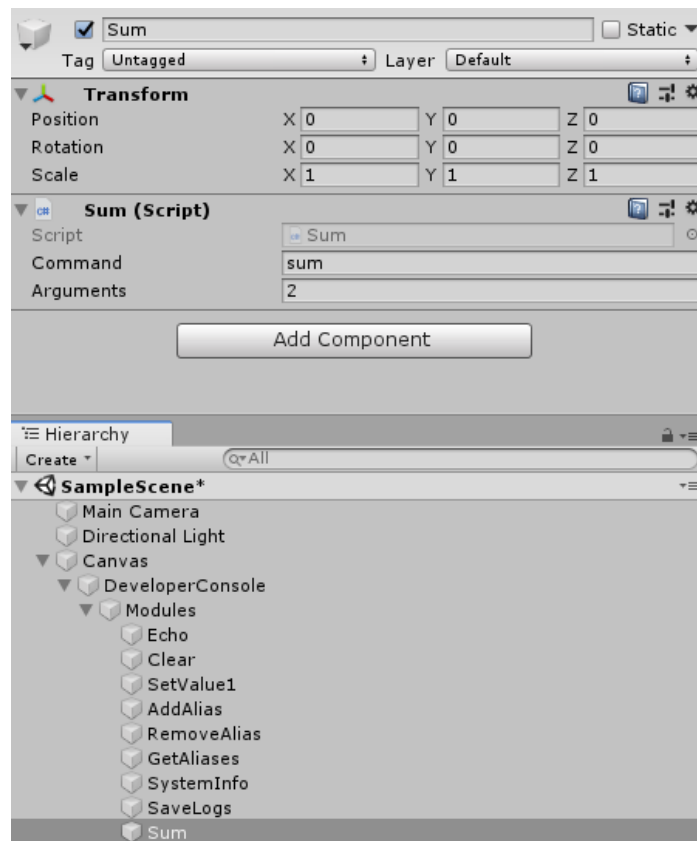 Sum Static
Tag Untagged Layer Default
Transform
Position X 0 Y 0 Z 0
Rotation X 0 Y 0 Z 0
Scale X 1 Y 1 Z 1
Sum (Script)
Script Sum
Command sum
Arguments 2
Add Component
Hierarchy
Create All
SampleScene*
Main Camera
Directional Light
Canvas
DeveloperConsole
Modules
Echo
Clear
SetValue1
AddAlias
RemoveAlias
GetAliases
SystemInfo
SaveLogs
Sum